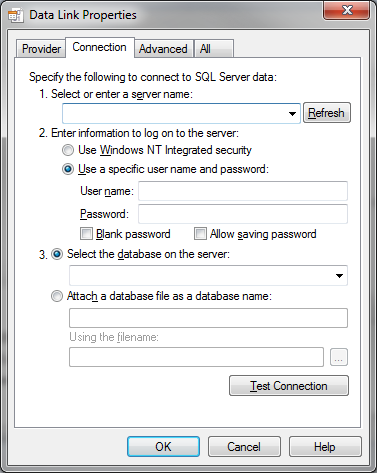 Data Link Properties
Provider Connection Advanced All
Specify the following to connect to SQL Server data:
1. Select or enter a server name:
Refresh
2. Enter information to log on to the server:
Use Windows NT Integrated security
Use a specific user name and password:
User name:
Password:
Blank password Allow saving password
3. Select the database on the server:
Attach a database file as a database name:
Using the filename:
...
Test Connection
OK Cancel Help